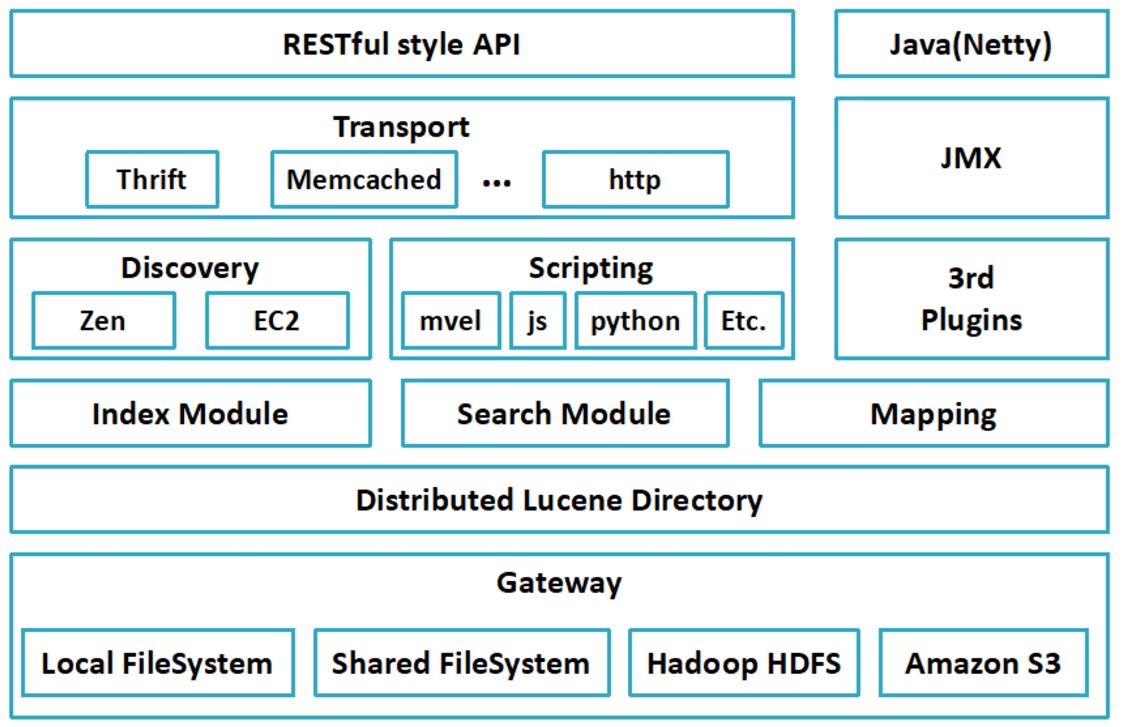 RESTful style API
Java(Netty)
Transport
Thrift
Memcached
...
http
JMX
Discovery
Zen
EC2
Scripting
mvel
js
python
Etc.
3rd
Plugins
Index Module
Search Module
Mapping
Distributed Lucene Directory
Gateway
Local FileSystem
Shared FileSystem
Hadoop HDFS
Amazon S3